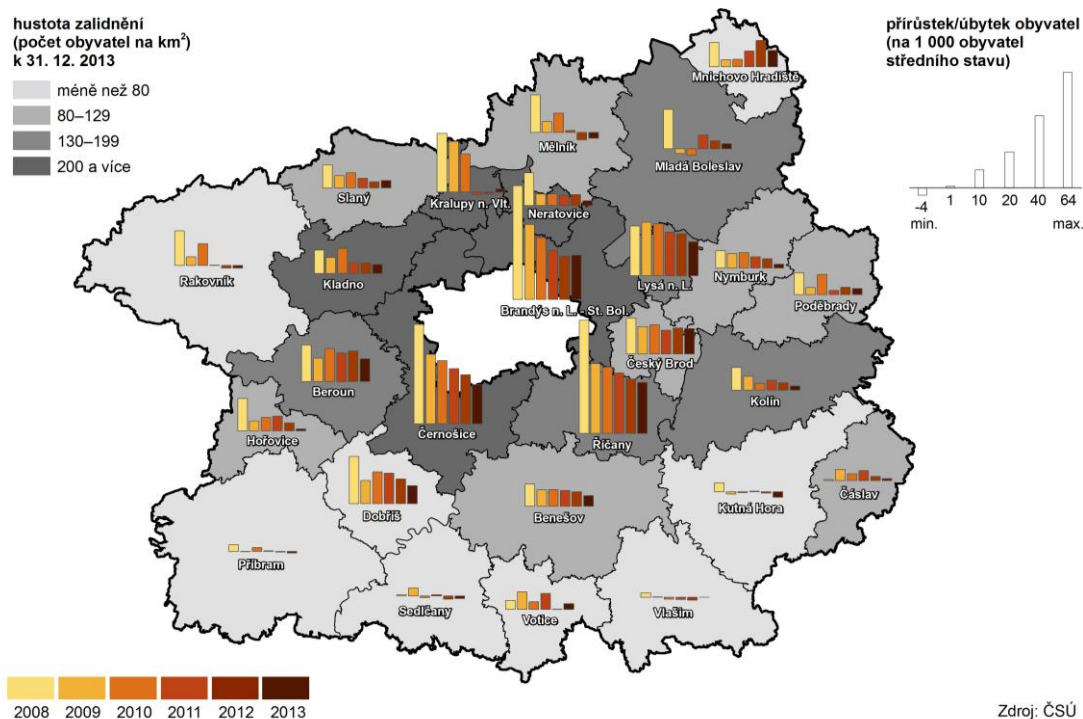 hustota zalidnění
(počet obyvatel na km²)
k 31. 12. 2013
méně než 80
80–129
130–199
200 a více
přírůstek/úbytek obyvatel
(na 1 000 obyvatel
středního stavu)
-4 1 10 20 40 64
min. max.
Mnichovo Hradiště
Mělník
Mladá Boleslav
Slaný
Kralupy n. Vlt.
Neratovice
Rakovník
Kladno
Lysá n. L.
Nymburk
Poděbrady
Brandýs n. L. - St. Bol.
Český Brod
Beroun
Kolín
Černošice
Říčany
Hořovice
Čáslav
Kutná Hora
Dobříš
Benešov
Příbram
Sedlčany
Votice
Vlašim
2008 2009 2010 2011 2012 2013
Zdroj: ČSÚ